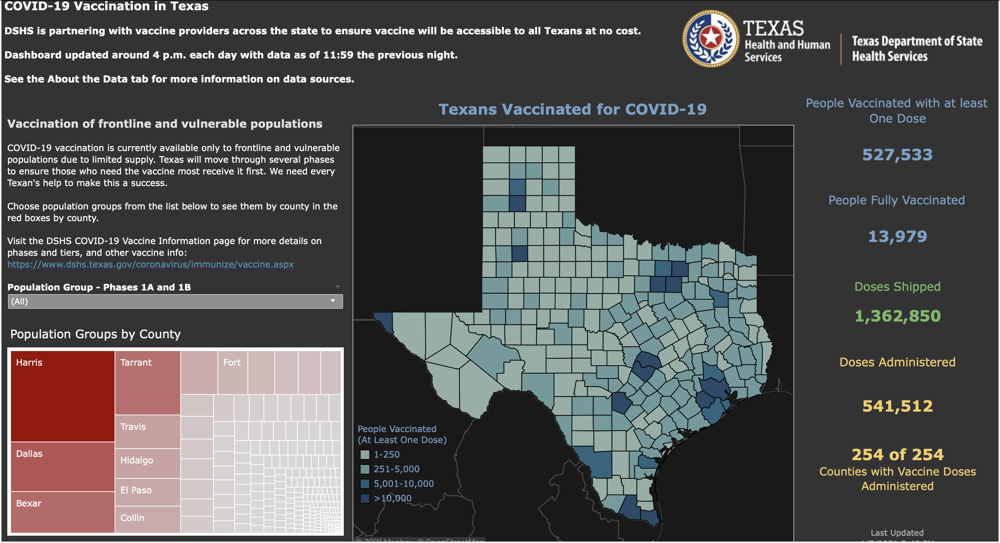 COVID-19 Vaccination in Texas
DSHS is partnering with vaccine providers across the state to ensure vaccine will be accessible to all Texans at no cost.
Dashboard updated around 4 p.m. each day with data as of 11:59 the previous night.
See the About the Data tab for more information on data sources.
TEXAS
Health and Human
Services
Texas Department of State
Health Services
Vaccination of frontline and vulnerable populations
COVID-19 vaccination is currently available only to frontline and vulnerable
populations due to limited supply. Texas will move through several phases
to ensure those who need the vaccine most receive it first. We need every
Texan's help to make this a success.
Choose population groups from the list below to see them by county in the
red boxes by county.
Visit the DSHS COVID-19 Vaccine Information page for more details on
phases and tiers, and other vaccine info:
https://www.dshs.texas.gov/coronavirus/immunize/vaccine.aspx
Population Group - Phases 1A and 1B
(All)
Population Groups by County
Harris
Dallas
Bexar
Tarrant
Travis
Hidalgo
El Paso
Collin
Fort
Texans Vaccinated for COVID-19
People Vaccinated
(At Least One Dose)
1-250
251-5,000
5,001-10,000
>10,000
© 2021 Mapbox © OpenStreetMap
People Vaccinated with at least
One Dose
527,533
People Fully Vaccinated
13,979
Doses Shipped
1,362,850
Doses Administered
541,512
254 of 254
Counties with Vaccine Doses
Administered
Last Updated